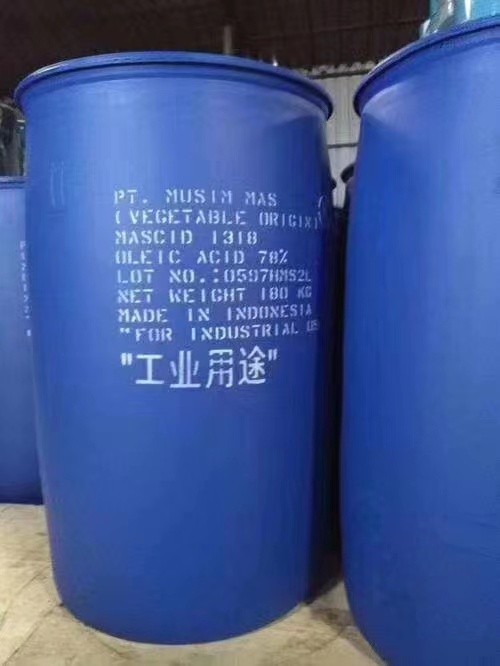 PT. MUSIM MAS
(VEGETABLE ORIGIN)
MASCID 1318
OLEIC ACID 78%
LOT NO.:0597HMS2L
NET WEIGHT 180 KG
MADE IN INDONESIA
"FOR INDUSTRIAL
"工业用途"